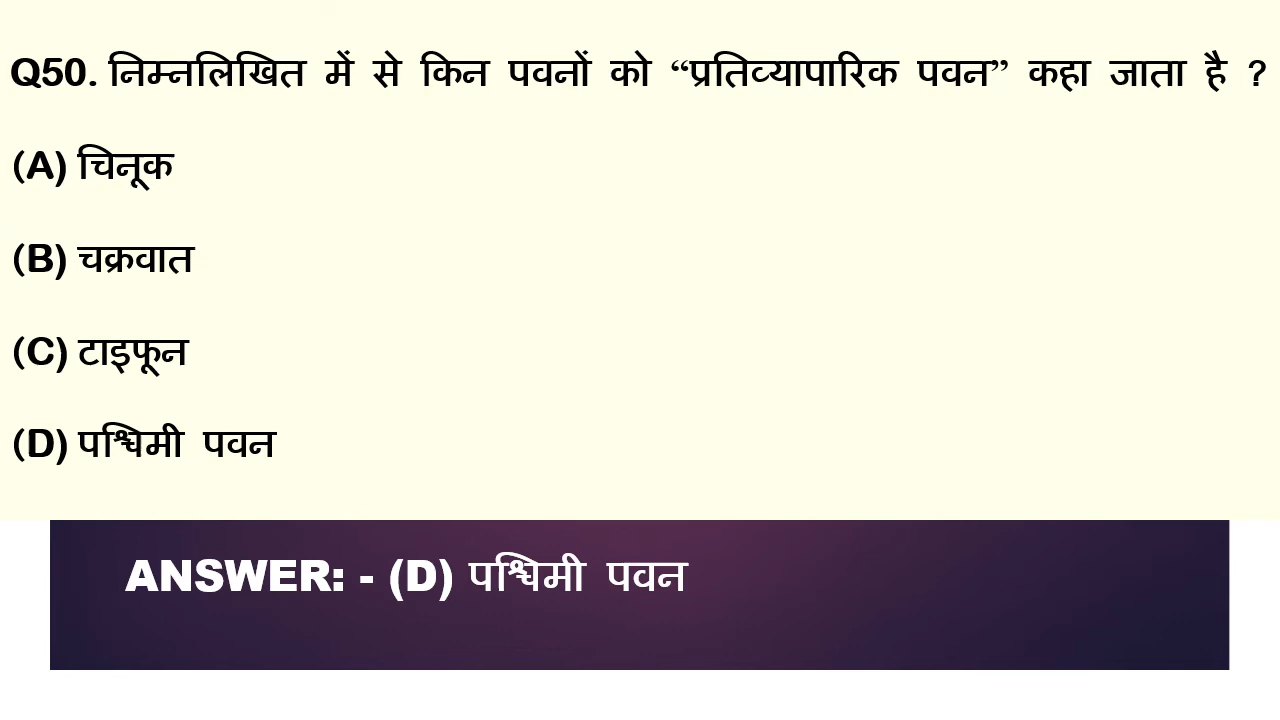 Q50. निम्नलिखित में से किन पवनों को “प्रतिव्यापारिक पवन” कहा जाता है ?
(A) चिनूक
(B) चक्रवात
(C) टाइफून
(D) पश्चिमी पवन
ANSWER: - (D) पश्चिमी पवन